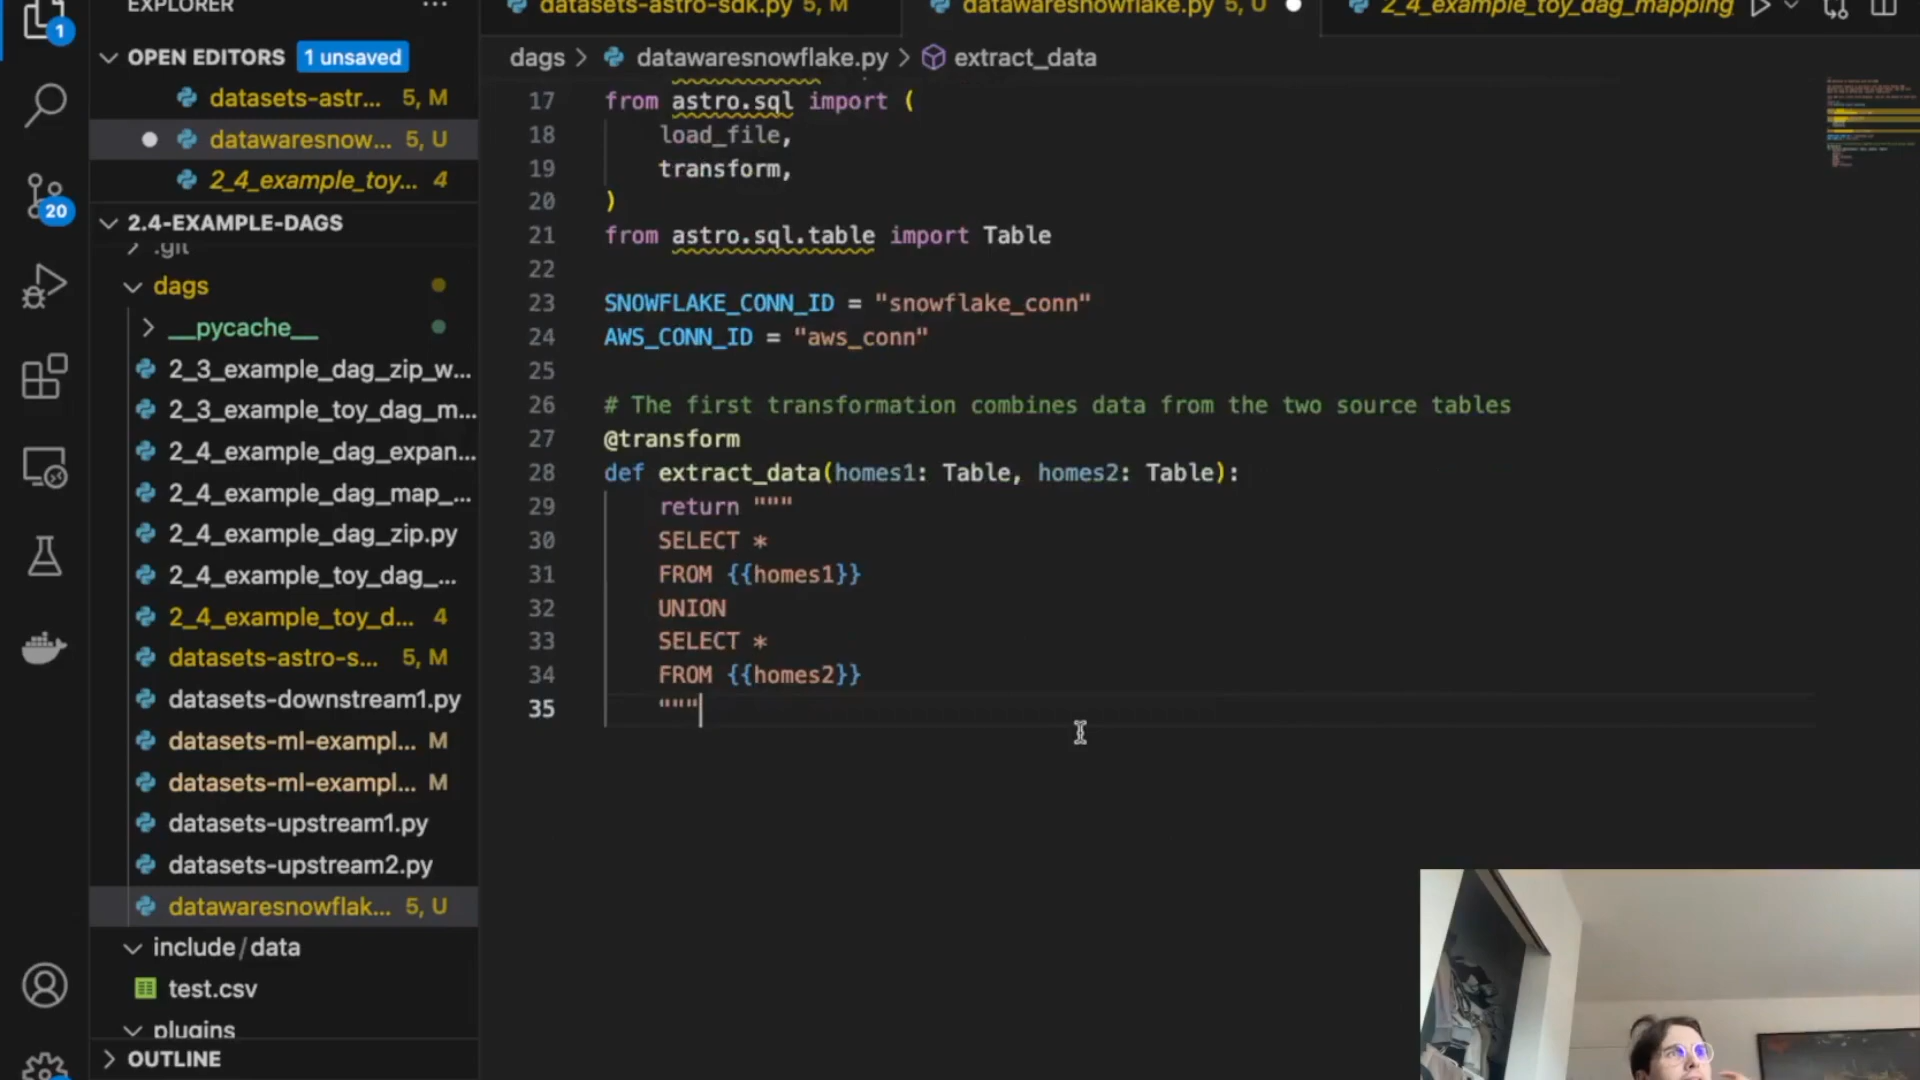 EXPLORER
datasets-astro-sdk.py 5, M
datawaresnowflake.py 5, U
2_4_example_toy_dag_mapping
1
OPEN EDITORS 1 unsaved
dags > datawaresnowflake.py > extract_data
datasets-astr... 5, M
datawaresnow... 5, U
2_4_example_toy... 4
20
2.4-EXAMPLE-DAGS
.git
dags
__pycache__
2_3_example_dag_zip_w...
2_3_example_toy_dag_m...
2_4_example_dag_expan...
2_4_example_dag_map_...
2_4_example_dag_zip.py
2_4_example_toy_dag_...
2_4_example_toy_d... 4
datasets-astro-s... 5, M
datasets-downstream1.py
datasets-ml-exampl... M
datasets-ml-exampl... M
datasets-upstream1.py
datasets-upstream2.py
datawaresnowflak... 5, U
include/data
test.csv
plugins
OUTLINE
17 from astro.sql import (
18 load_file,
19 transform,
20 )
21 from astro.sql.table import Table
22
23 SNOWFLAKE_CONN_ID = "snowflake_conn"
24 AWS_CONN_ID = "aws_conn"
25
26 # The first transformation combines data from the two source tables
27 @transform
28 def extract_data(homes1: Table, homes2: Table):
29 return """
30 SELECT *
31 FROM {{homes1}}
32 UNION
33 SELECT *
34 FROM {{homes2}}
35 """